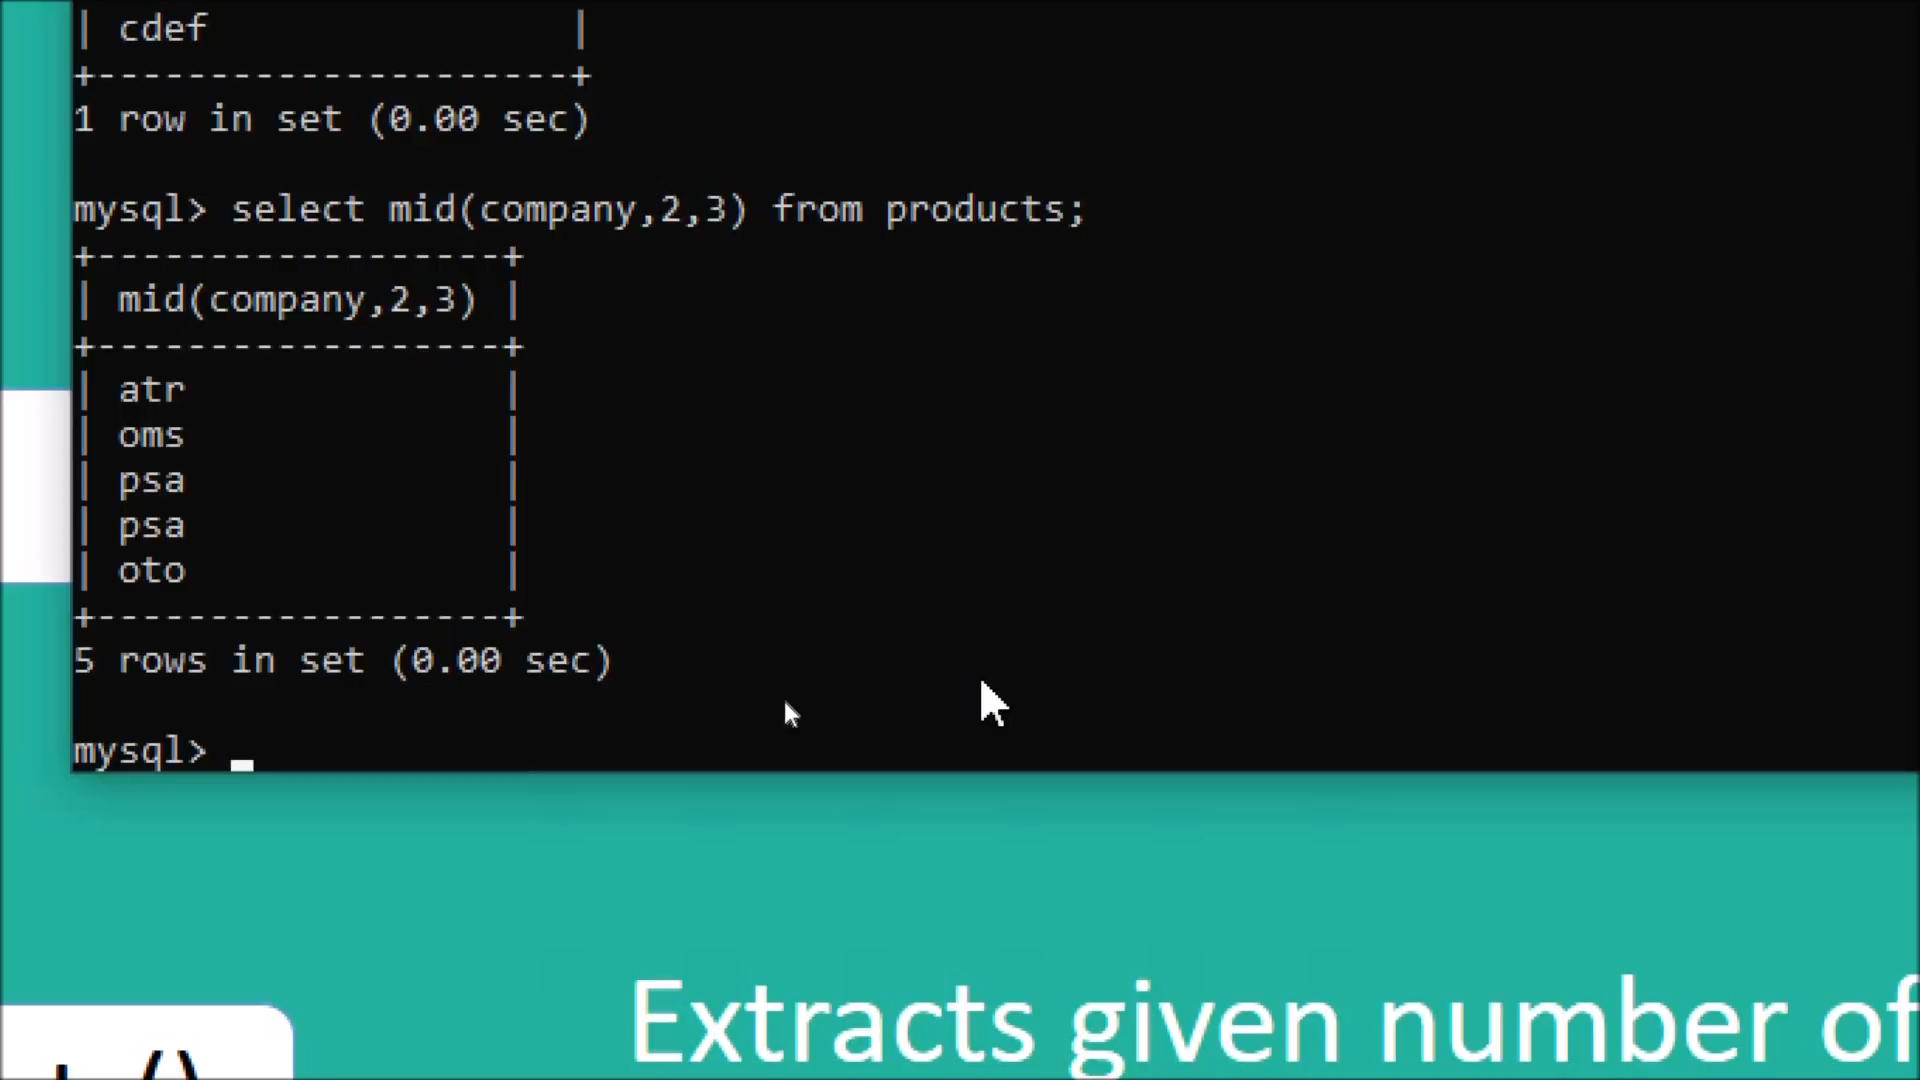 | cdef                |
+---------------------+
1 row in set (0.00 sec)
mysql> select mid(company,2,3) from products;
+------------------+
| mid(company,2,3) |
+------------------+
| atr              |
| oms              |
| psa              |
| psa              |
| oto              |
+------------------+
5 rows in set (0.00 sec)
mysql>
Extracts given number of